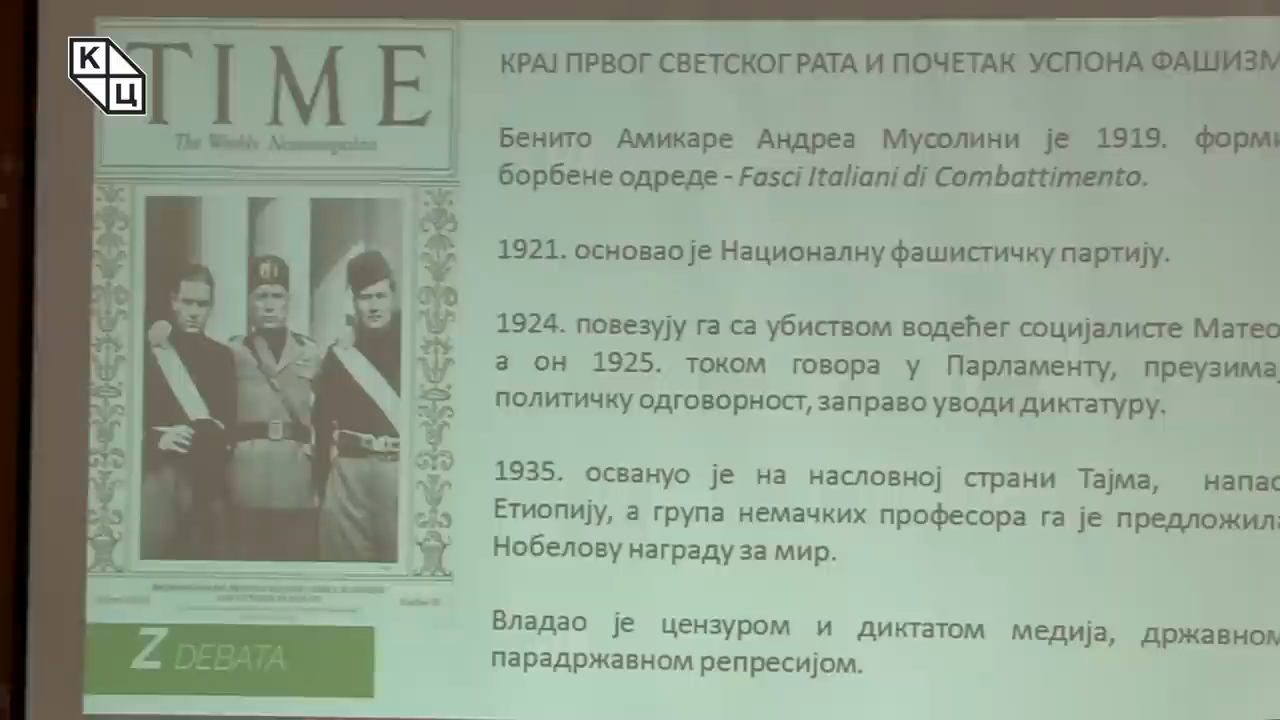 К
Ц
TIME
The Weekly Newsmagazine
КРАЈ ПРВОГ СВЕТСКОГ РАТА И ПОЧЕТАК УСПОНА ФАШИЗМ
Бенито Амикаре Андреа Мусолини је 1919. форми
борбене одреде - Fasci Italiani di Combattimento.
1921. основао је Националну фашистичку партију.
1924. повезују га са убиством водећег социјалисте Матео
а он 1925. током говора у Парламенту, преузима
политичку одговорност, заправо уводи диктатуру.
1935. освануо је на насловној страни Тајма, напао
Етиопију, а група немачких професора га је предложила
Нобелову награду за мир.
Владао је цензуром и диктатом медија, државном
парадржавном репресијом.
Z DEBATA